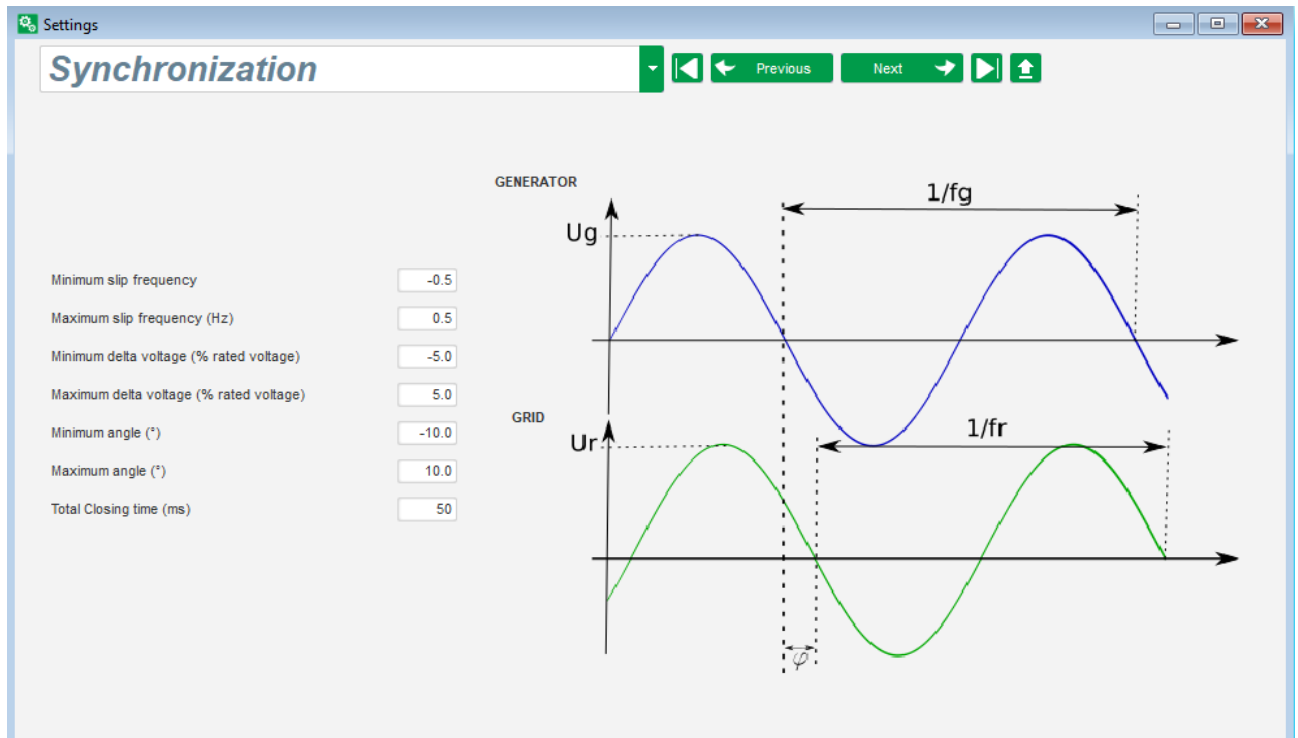 Settings
Synchronization
Previous
Next
GENERATOR
1/fg
Ug
Minimum slip frequency
-0.5
Maximum slip frequency (Hz)
0.5
Minimum delta voltage (% rated voltage)
-5.0
Maximum delta voltage (% rated voltage)
5.0
Minimum angle (°)
-10.0
Maximum angle (°)
10.0
Total Closing time (ms)
50
GRID
1/fr
Ur
φ